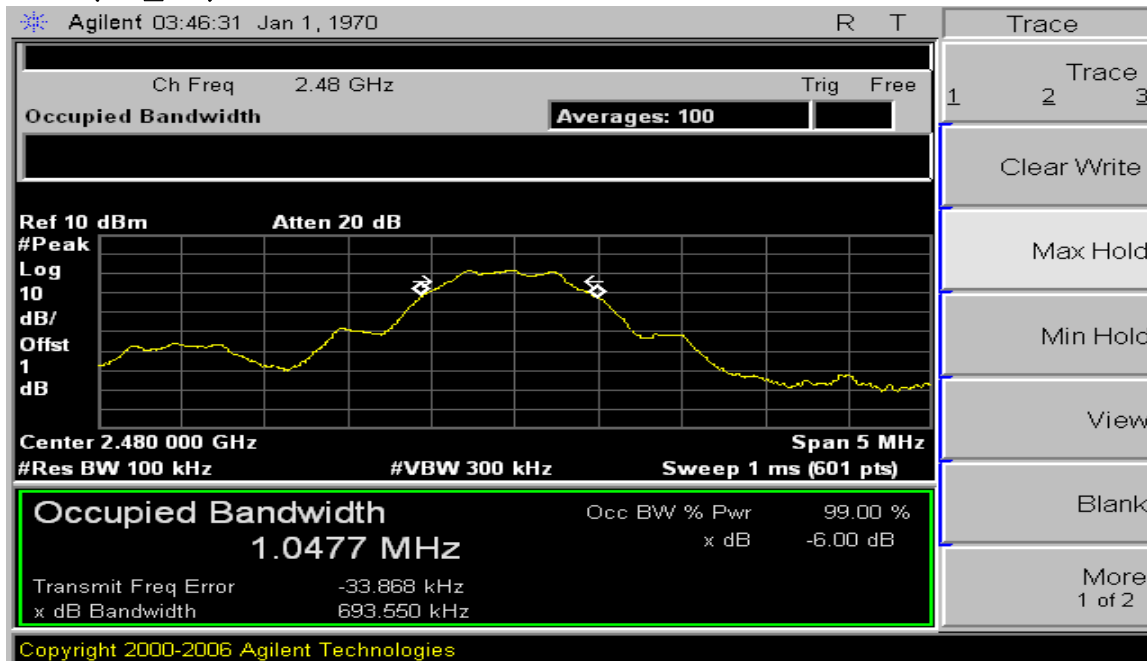 Agilent 03:46:31 Jan 1, 1970 R T
Trace
Ch Freq 2.48 GHz Trig Free
Occupied Bandwidth Averages: 100
Ref 10 dBm Atten 20 dB
#Peak
Log
10
dB/
Offst
1
dB
Center 2.480 000 GHz Span 5 MHz
#Res BW 100 kHz #VBW 300 kHz Sweep 1 ms (601 pts)
Occupied Bandwidth
1.0477 MHz
Occ BW % Pwr 99.00 %
x dB -6.00 dB
Transmit Freq Error -33.868 kHz
x dB Bandwidth 693.550 kHz
Copyright 2000-2006 Agilent Technologies
Trace
1 2 3
Clear Write
Max Hold
Min Hold
View
Blank
More
1 of 2